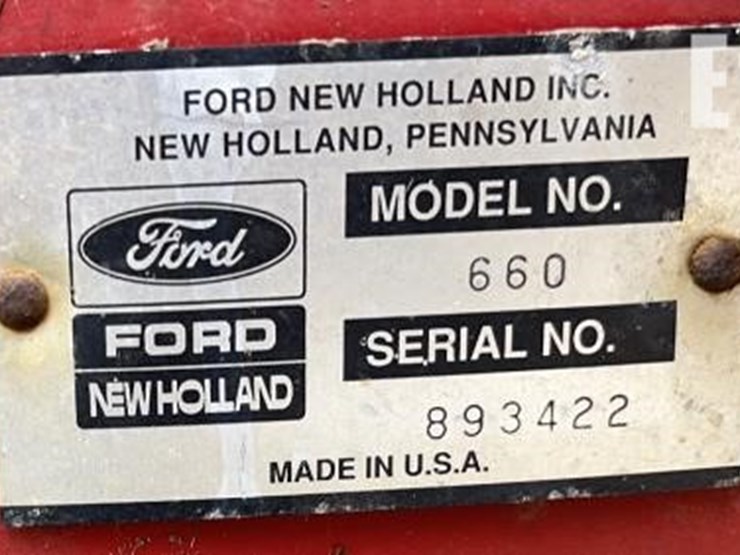 FORD NEW HOLLAND INC.
NEW HOLLAND, PENNSYLVANIA
Ford
FORD
NEW HOLLAND
MODEL NO.
660
SERIAL NO.
893422
MADE IN U.S.A.
E